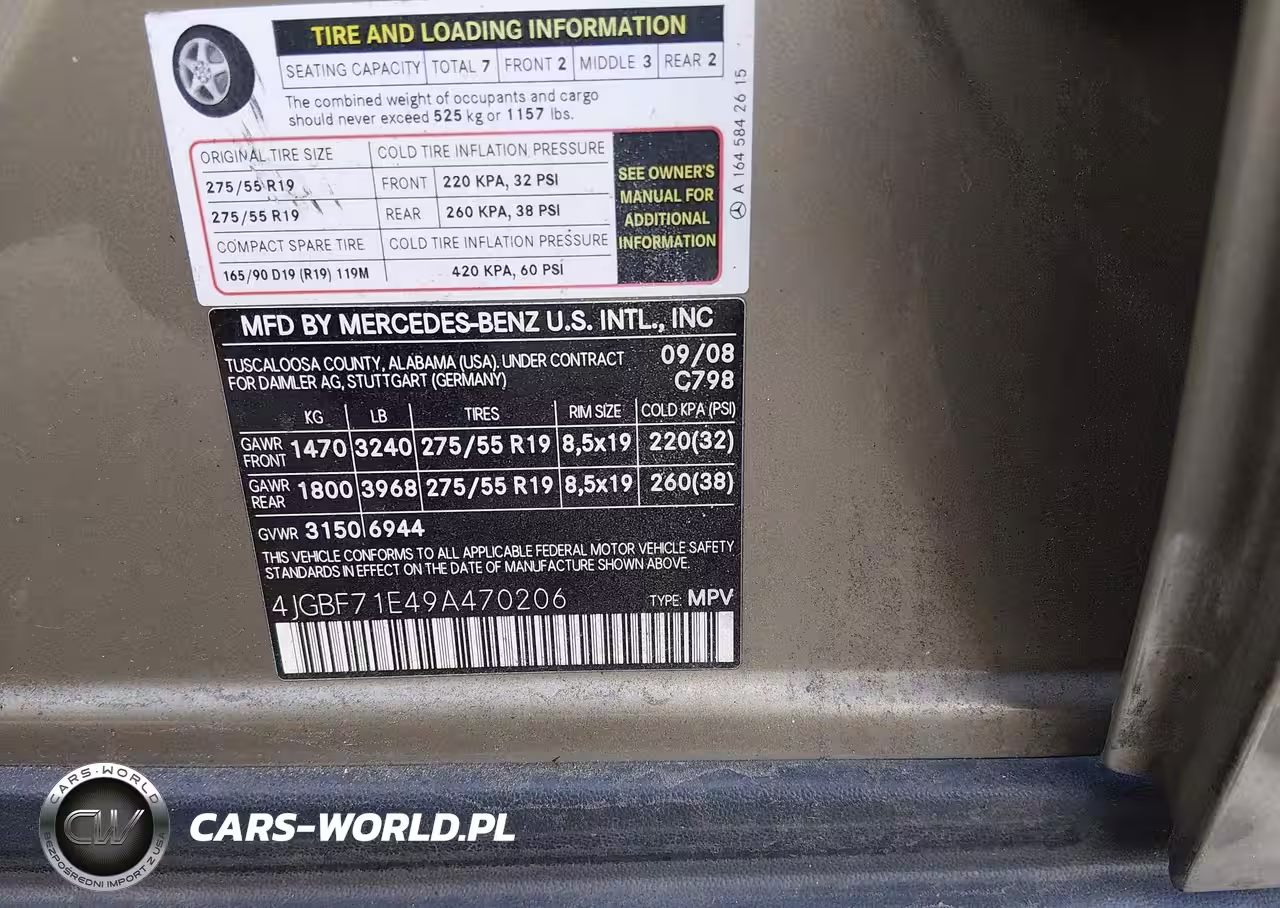 TIRE AND LOADING INFORMATION
SEATING CAPACITY TOTAL 7 FRONT 2 MIDDLE 3 REAR 2
The combined weight of occupants and cargo
should never exceed 525 kg or 1157 lbs.
ORIGINAL TIRE SIZE COLD TIRE INFLATION PRESSURE
275/55 R19 FRONT 220 KPA, 32 PSI
275/55 R19 REAR 260 KPA, 38 PSI
COMPACT SPARE TIRE COLD TIRE INFLATION PRESSURE
165/90 D19 (R19) 119M 420 KPA, 60 PSI
SEE OWNER'S
MANUAL FOR
ADDITIONAL
INFORMATION
A 164 584 26 15
MFD BY MERCEDES-BENZ U.S. INTL., INC
TUSCALOOSA COUNTY, ALABAMA (USA). UNDER CONTRACT 09/08
FOR DAIMLER AG, STUTTGART (GERMANY) C798
KG LB TIRES RIM SIZE COLD KPA (PSI)
GAWR FRONT 1470 3240 275/55 R19 8,5x19 220(32)
GAWR REAR 1800 3968 275/55 R19 8,5x19 260(38)
GVWR 3150 6944
THIS VEHICLE CONFORMS TO ALL APPLICABLE FEDERAL MOTOR VEHICLE SAFETY
STANDARDS IN EFFECT ON THE DATE OF MANUFACTURE SHOWN ABOVE.
4JGBF71E49A470206 TYPE: MPV
CARS-WORLD
CW
BEZPOŚREDNI IMPORT Z USA
CARS-WORLD.PL